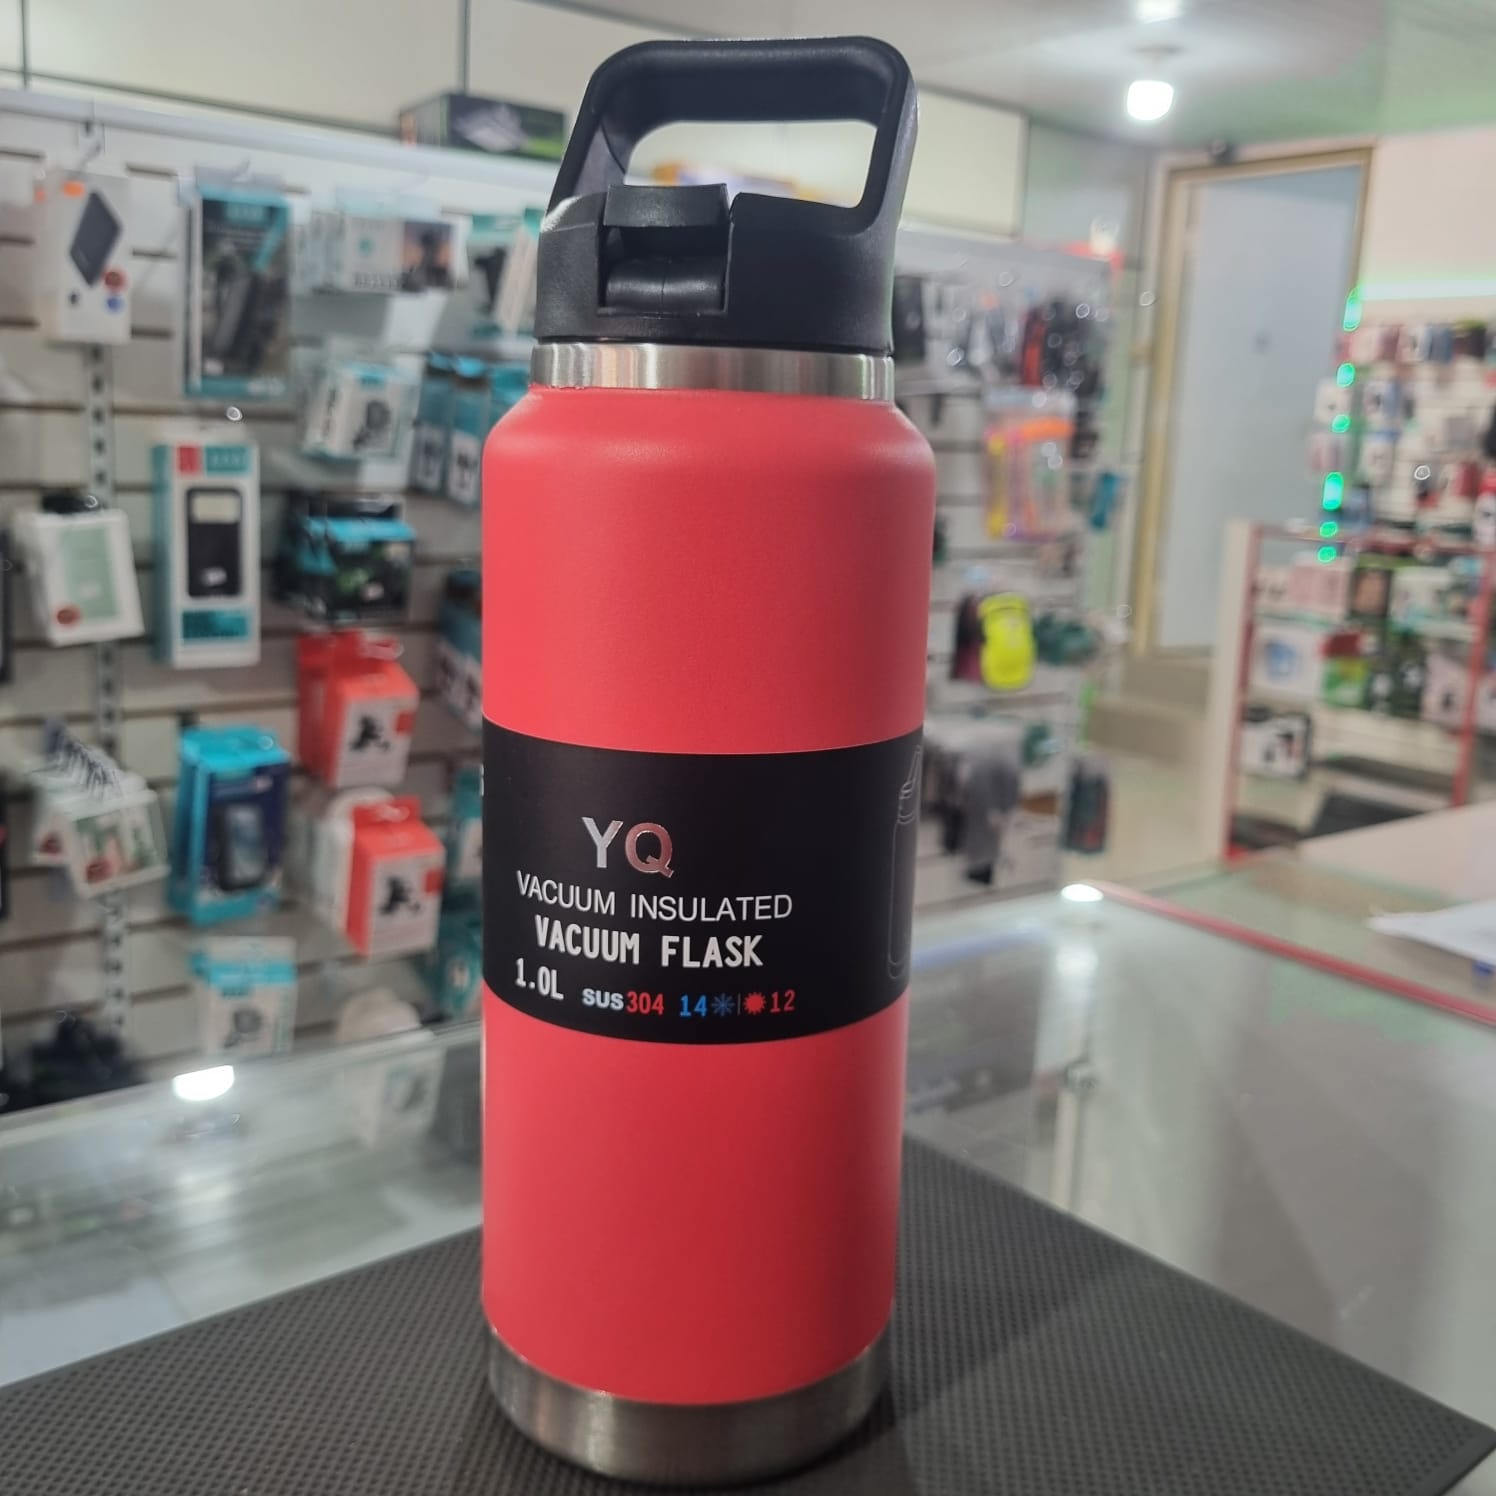 YQ
VACUUM INSULATED
VACUUM FLASK
1.0L SUS304 14 | 12